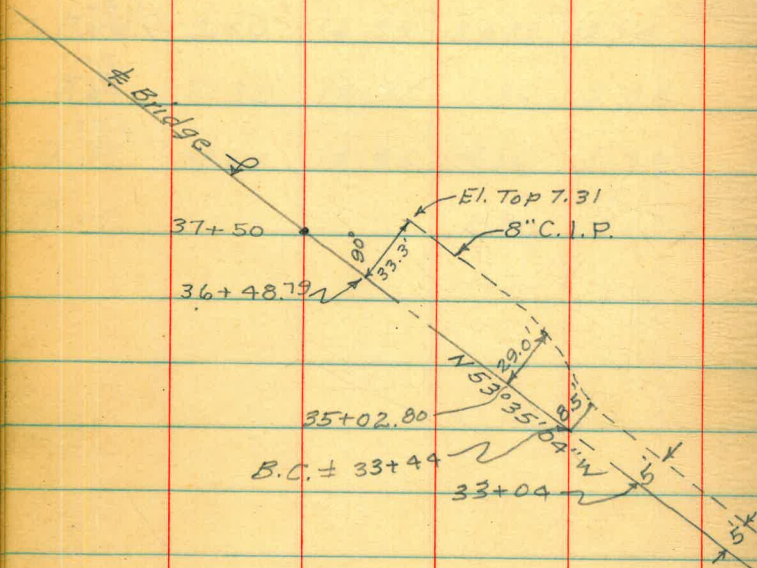 ℄ Bridge
El. Top 7.31
37+50
90°
33.3'
8" C.I.P.
36+48.79
29.0'
N 53°35'04" W
35+02.80
8.5'
B.C. ± 33+44
5'
33+04
5'